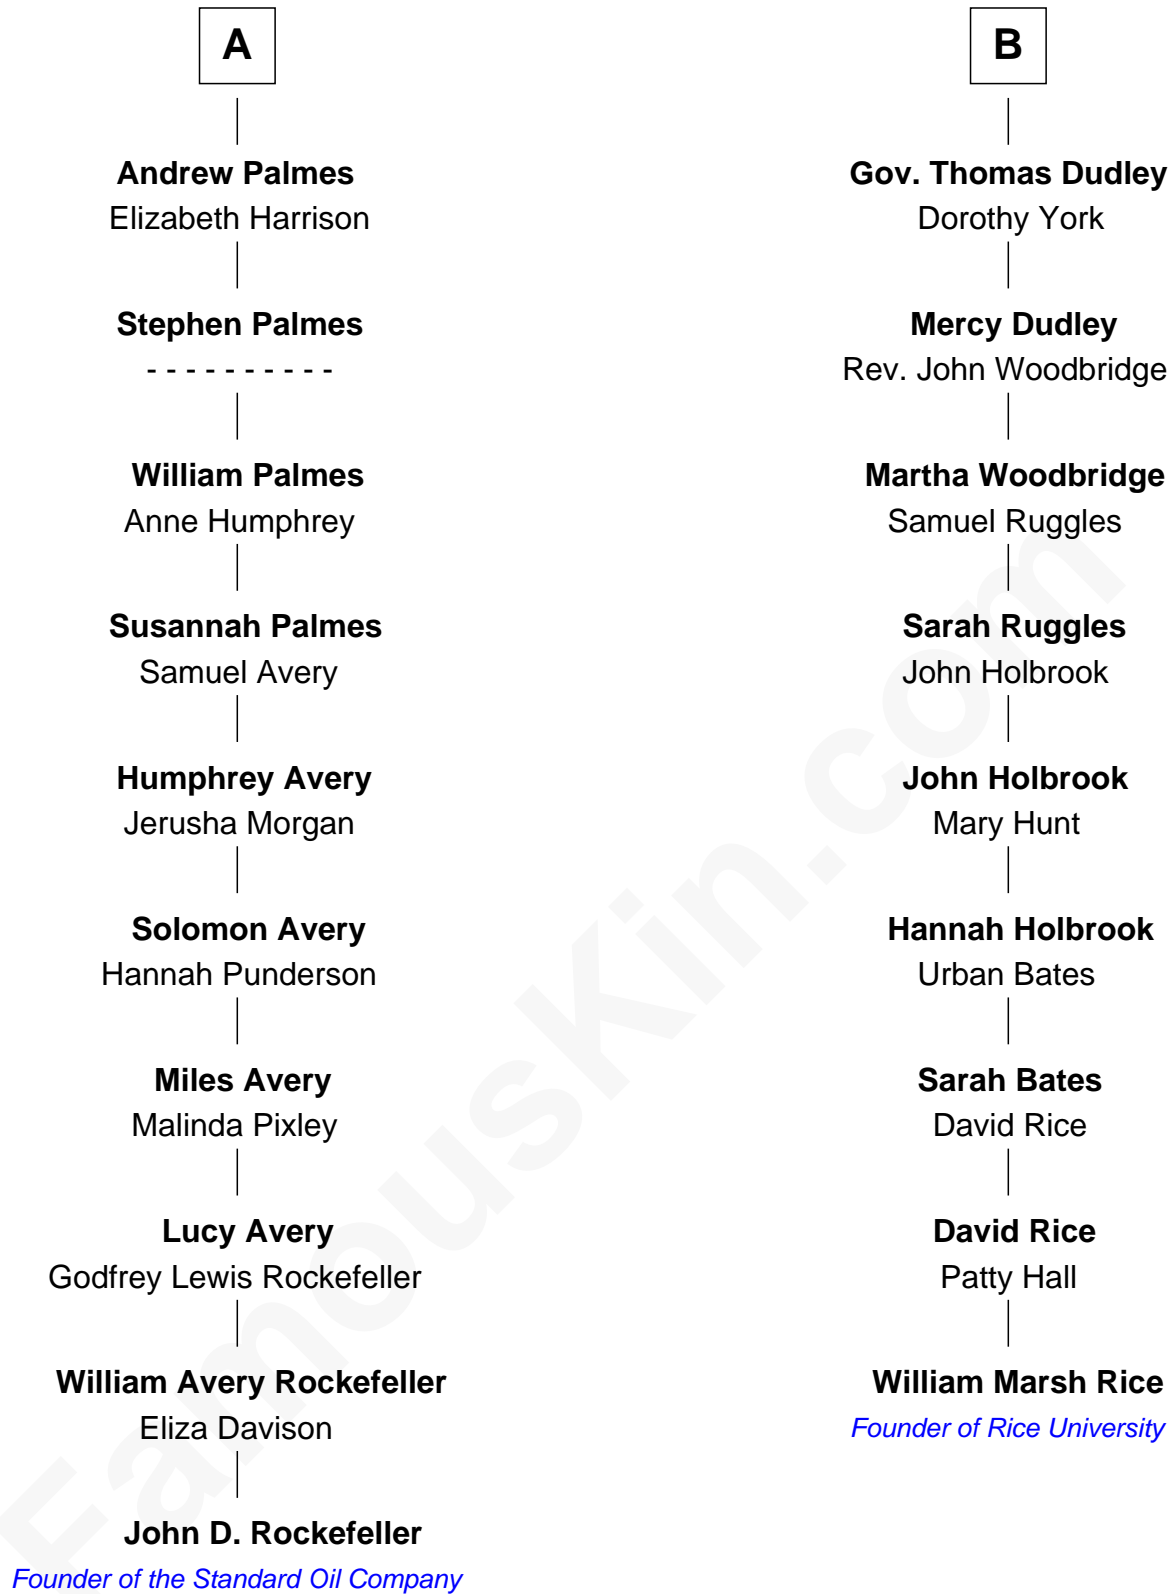 A
Andrew Palmes
Elizabeth Harrison
Stephen Palmes
- - - - - - - - - -
William Palmes
Anne Humphrey
Susannah Palmes
Samuel Avery
Humphrey Avery
Jerusha Morgan
Solomon Avery
Hannah Punderson
Miles Avery
Malinda Pixley
Lucy Avery
Godfrey Lewis Rockefeller
William Avery Rockefeller
Eliza Davison
John D. Rockefeller
Founder of the Standard Oil Company
B
Gov. Thomas Dudley
Dorothy York
Mercy Dudley
Rev. John Woodbridge
Martha Woodbridge
Samuel Ruggles
Sarah Ruggles
John Holbrook
John Holbrook
Mary Hunt
Hannah Holbrook
Urban Bates
Sarah Bates
David Rice
David Rice
Patty Hall
William Marsh Rice
Founder of Rice University
FamousKin.com